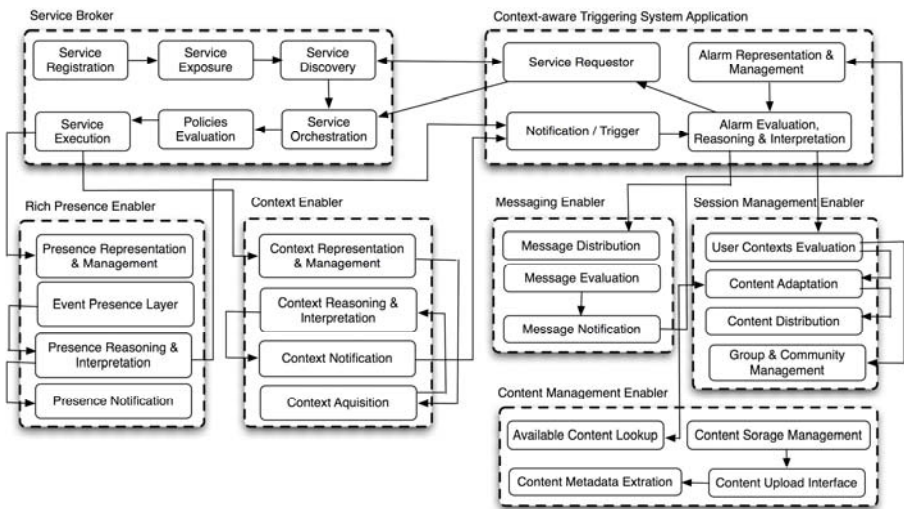 Service Broker
Service
Registration
Service
Exposure
Service
Discovery
Service
Execution
Policies
Evaluation
Service
Orchestration
Context-aware Triggering System Application
Service Requestor
Alarm Representation &
Management
Notification / Trigger
Alarm Evaluation,
Reasoning & Interpretation
Rich Presence Enabler
Presence Representation
& Management
Event Presence Layer
Presence Reasoning &
Interpretation
Presence Notification
Context Enabler
Context Representation
& Management
Context Reasoning &
Interpretation
Context Notification
Context Aquisition
Messaging Enabler
Message Distribution
Message Evaluation
Message Notification
Session Management Enabler
User Contexts Evaluation
Content Adaptation
Content Distribution
Group & Community
Management
Content Management Enabler
Available Content Lookup
Content Sorage Management
Content Metadata Extration
Content Upload Interface